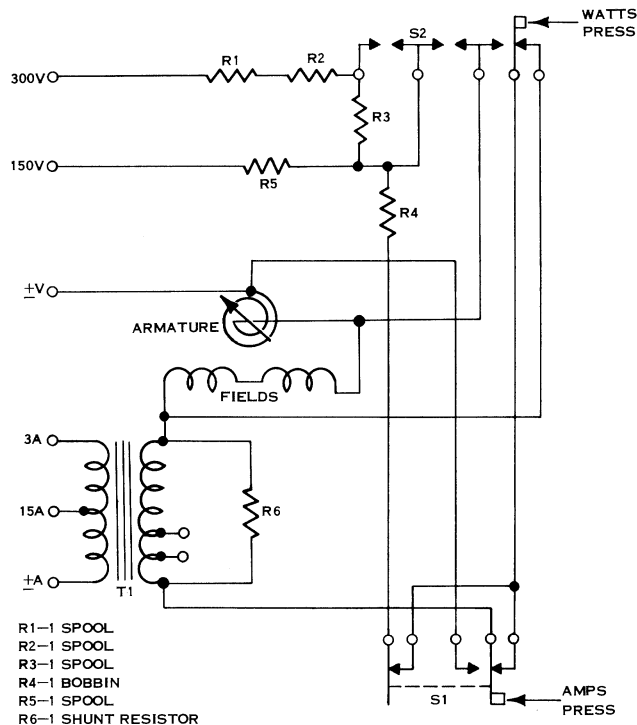 WATTS
PRESS
S2
R1
R2
300V
R3
150V
R5
R4
±V
ARMATURE
FIELDS
3A
15A
R6
±A
T1
R1–1 SPOOL
R2–1 SPOOL
R3–1 SPOOL
R4–1 BOBBIN
R5–1 SPOOL
R6–1 SHUNT RESISTOR
S1
AMPS
PRESS